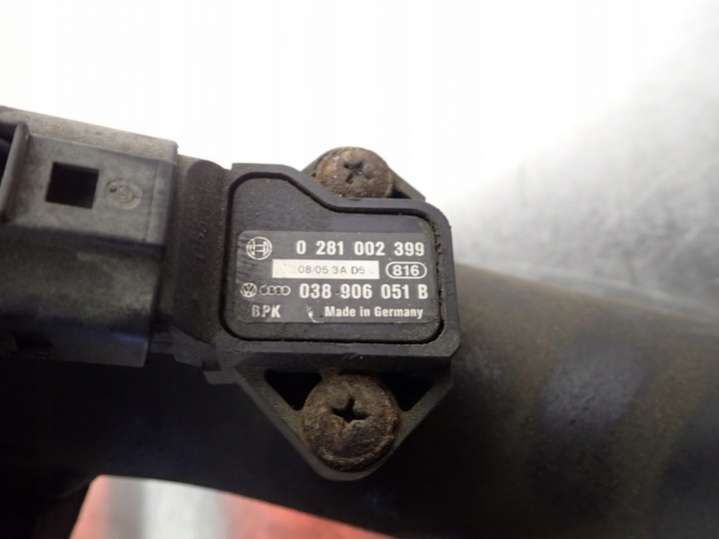 0 281 002 399
08/05 3A D5 816
038 906 051 B
BPK Made in Germany